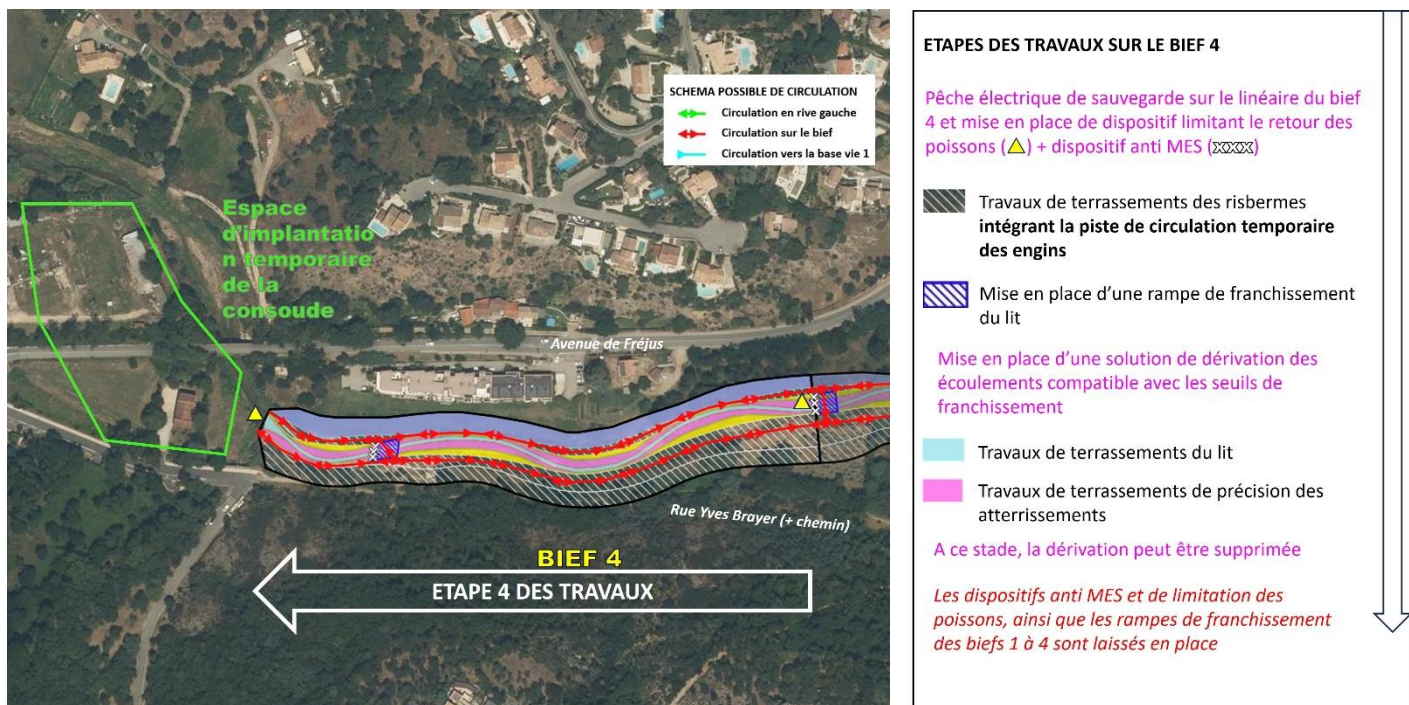 SCHEMA POSSIBLE DE CIRCULATION
Circulation en rive gauche
Circulation sur le bief
Circulation vers la base vie 1
Espace
d'implantatio
n temporaire
de la
consoude
Avenue de Fréjus
Rue Yves Brayer (+ chemin)
BIEF 4
ETAPE 4 DES TRAVAUX
ETAPES DES TRAVAUX SUR LE BIEF 4
Pêche électrique de sauvegarde sur le linéaire du bief
4 et mise en place de dispositif limitant le retour des
poissons ( ) + dispositif anti MES (XXXX)
Travaux de terrassements des risbermes
intégrant la piste de circulation temporaire
des engins
Mise en place d'une rampe de franchissement
du lit
Mise en place d'une solution de dérivation des
écoulements compatible avec les seuils de
franchissement
Travaux de terrassements du lit
Travaux de terrassements de précision des
atterrissements
A ce stade, la dérivation peut être supprimée
Les dispositifs anti MES et de limitation des
poissons, ainsi que les rampes de franchissement
des biefs 1 à 4 sont laissés en place